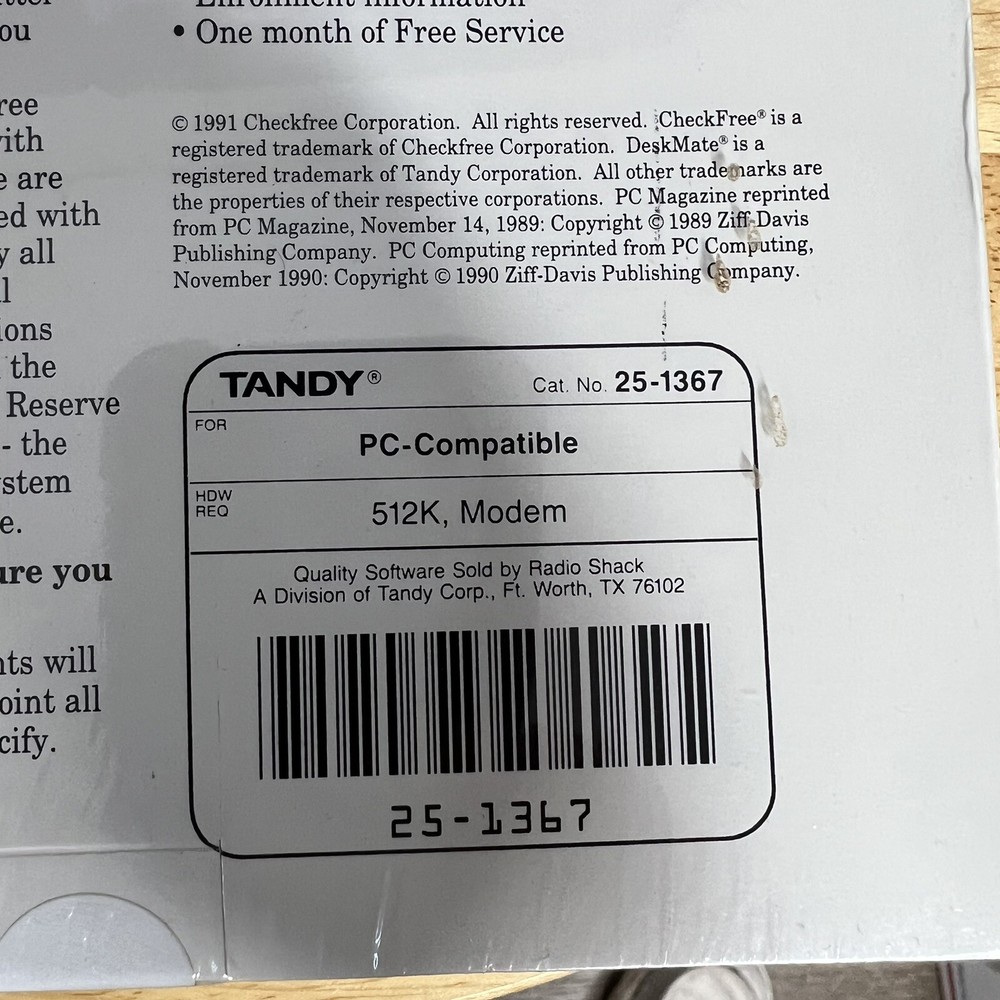 ou
ree
with
e are
ed with
y all
l
ions
the
Reserve
- the
stem
e.
ure you
nts will
oint all
cify.
Enrollment Information
• One month of Free Service
© 1991 Checkfree Corporation. All rights reserved. CheckFree® is a
registered trademark of Checkfree Corporation. DeskMate® is a
registered trademark of Tandy Corporation. All other trademarks are
the properties of their respective corporations. PC Magazine reprinted
from PC Magazine, November 14, 1989: Copyright © 1989 Ziff-Davis
Publishing Company. PC Computing reprinted from PC Computing,
November 1990: Copyright © 1990 Ziff-Davis Publishing Company.
TANDY® Cat. No. 25-1367
FOR
PC-Compatible
HDW
REQ
512K, Modem
Quality Software Sold by Radio Shack
A Division of Tandy Corp., Ft. Worth, TX 76102
25-1367